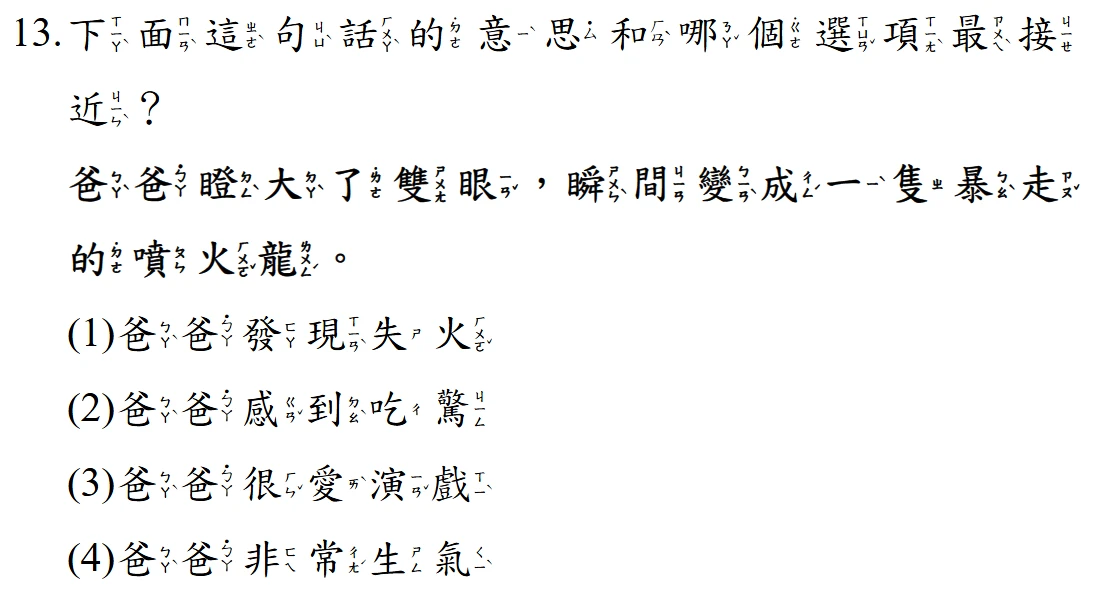 13.下面這句話的意思和哪個選項最接
近？
爸爸瞪大了雙眼，瞬間變成一隻暴走
的噴火龍。
(1)爸爸發現失火
(2)爸爸感到吃驚
(3)爸爸很愛演戲
(4)爸爸非常生氣